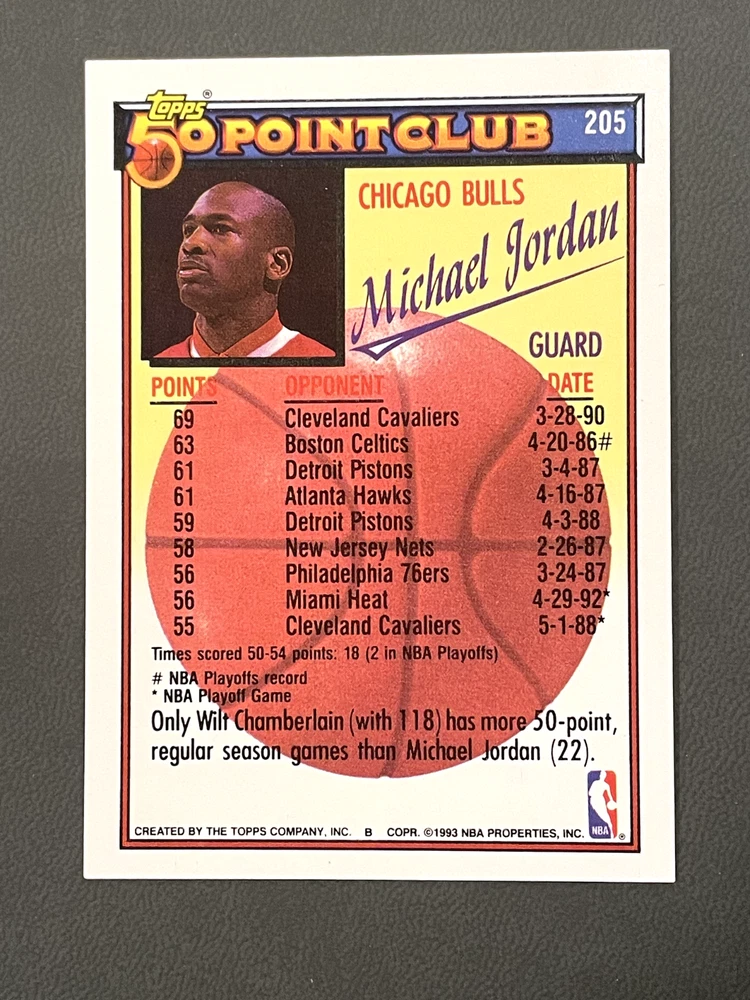 Topps®
50 POINT CLUB 205
CHICAGO BULLS
Michael Jordan
GUARD
POINTS OPPONENT DATE
69 Cleveland Cavaliers 3-28-90
63 Boston Celtics 4-20-86#
61 Detroit Pistons 3-4-87
61 Atlanta Hawks 4-16-87
59 Detroit Pistons 4-3-88
58 New Jersey Nets 2-26-87
56 Philadelphia 76ers 3-24-87
56 Miami Heat 4-29-92*
55 Cleveland Cavaliers 5-1-88*
Times scored 50-54 points: 18 (2 in NBA Playoffs)
# NBA Playoffs record
* NBA Playoff Game
Only Wilt Chamberlain (with 118) has more 50-point,
regular season games than Michael Jordan (22).
NBA ®
CREATED BY THE TOPPS COMPANY, INC. B COPR. ©1993 NBA PROPERTIES, INC.